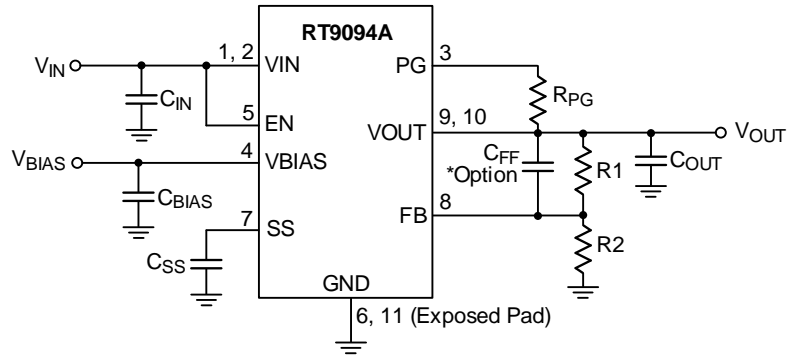 RT9094A
1, 2
3
VIN
VIN
PG
CIN
RPG
5
EN
9, 10
VOUT
VOUT
4
VBIAS
VBIAS
CFF
*Option
R1
COUT
CBIAS
8
7
FB
SS
R2
CSS
GND
6, 11 (Exposed Pad)